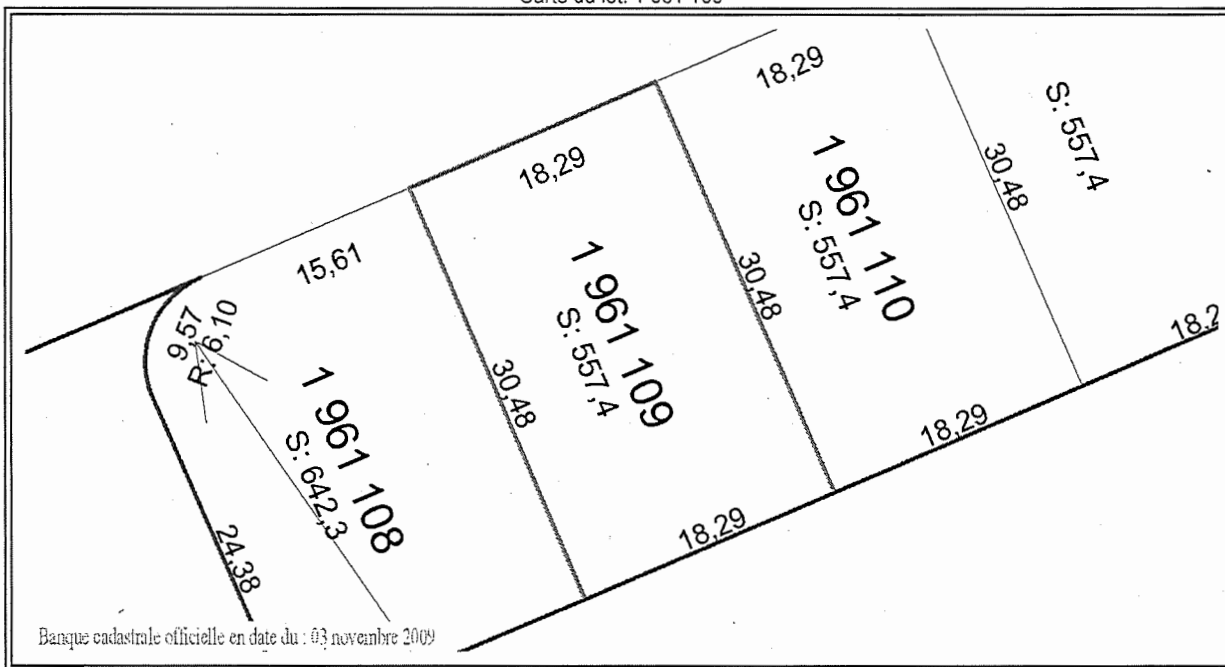 18,29
S: 557,4
30,48
1 961 110
S: 557,4
18,29
15,61
1 961 109
S: 557,4
30,48
9,57
R: 6,10
30,48
1 961 108
S: 642,3
24,38
18,29
18,29
Banque cadastrale officielle en date du : 03 novembre 2009